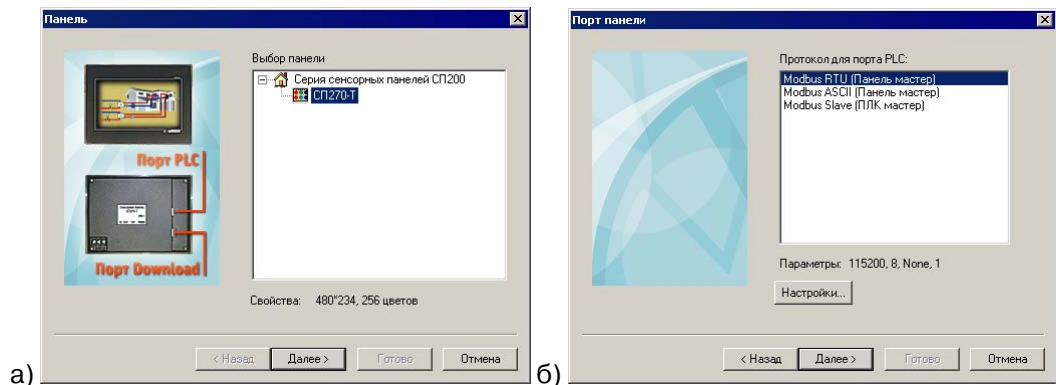 Панель
Выбор панели
Серия сенсорных панелей СП200
СП270-Т
Порт PLC
Порт Download
Свойства: 480*234, 256 цветов
< Назад
Далее >
Готово
Отмена
а)
Порт панели
Протокол для порта PLC:
Modbus RTU (Панель мастер)
Modbus ASCII (Панель мастер)
Modbus Slave (ПЛК мастер)
Параметры: 115200, 8, None, 1
Настройки...
< Назад
Далее >
Готово
Отмена
б)